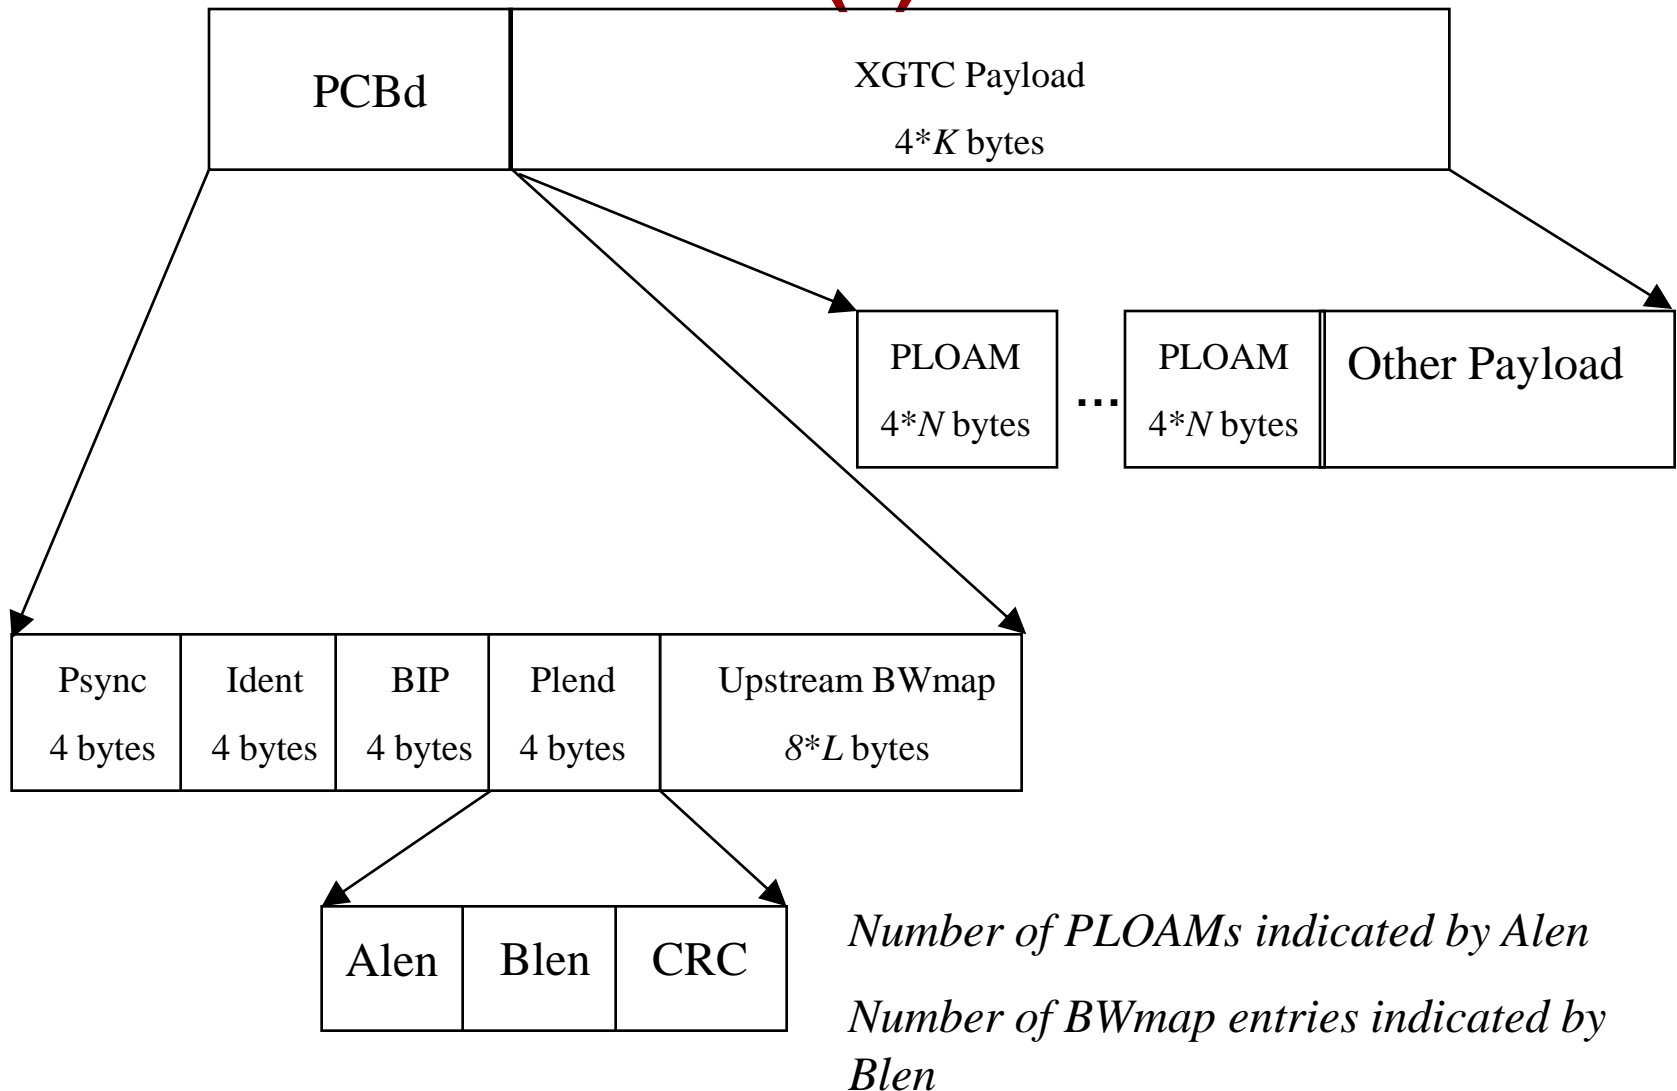 PCBd
XGTC Payload
4*K bytes
PLOAM
4*N bytes
...
PLOAM
4*N bytes
Other Payload
Psync
4 bytes
Ident
4 bytes
BIP
4 bytes
Plend
4 bytes
Upstream BWmap
8*L bytes
Alen
Blen
CRC
Number of PLOAMs indicated by Alen
Number of BWmap entries indicated by
Blen